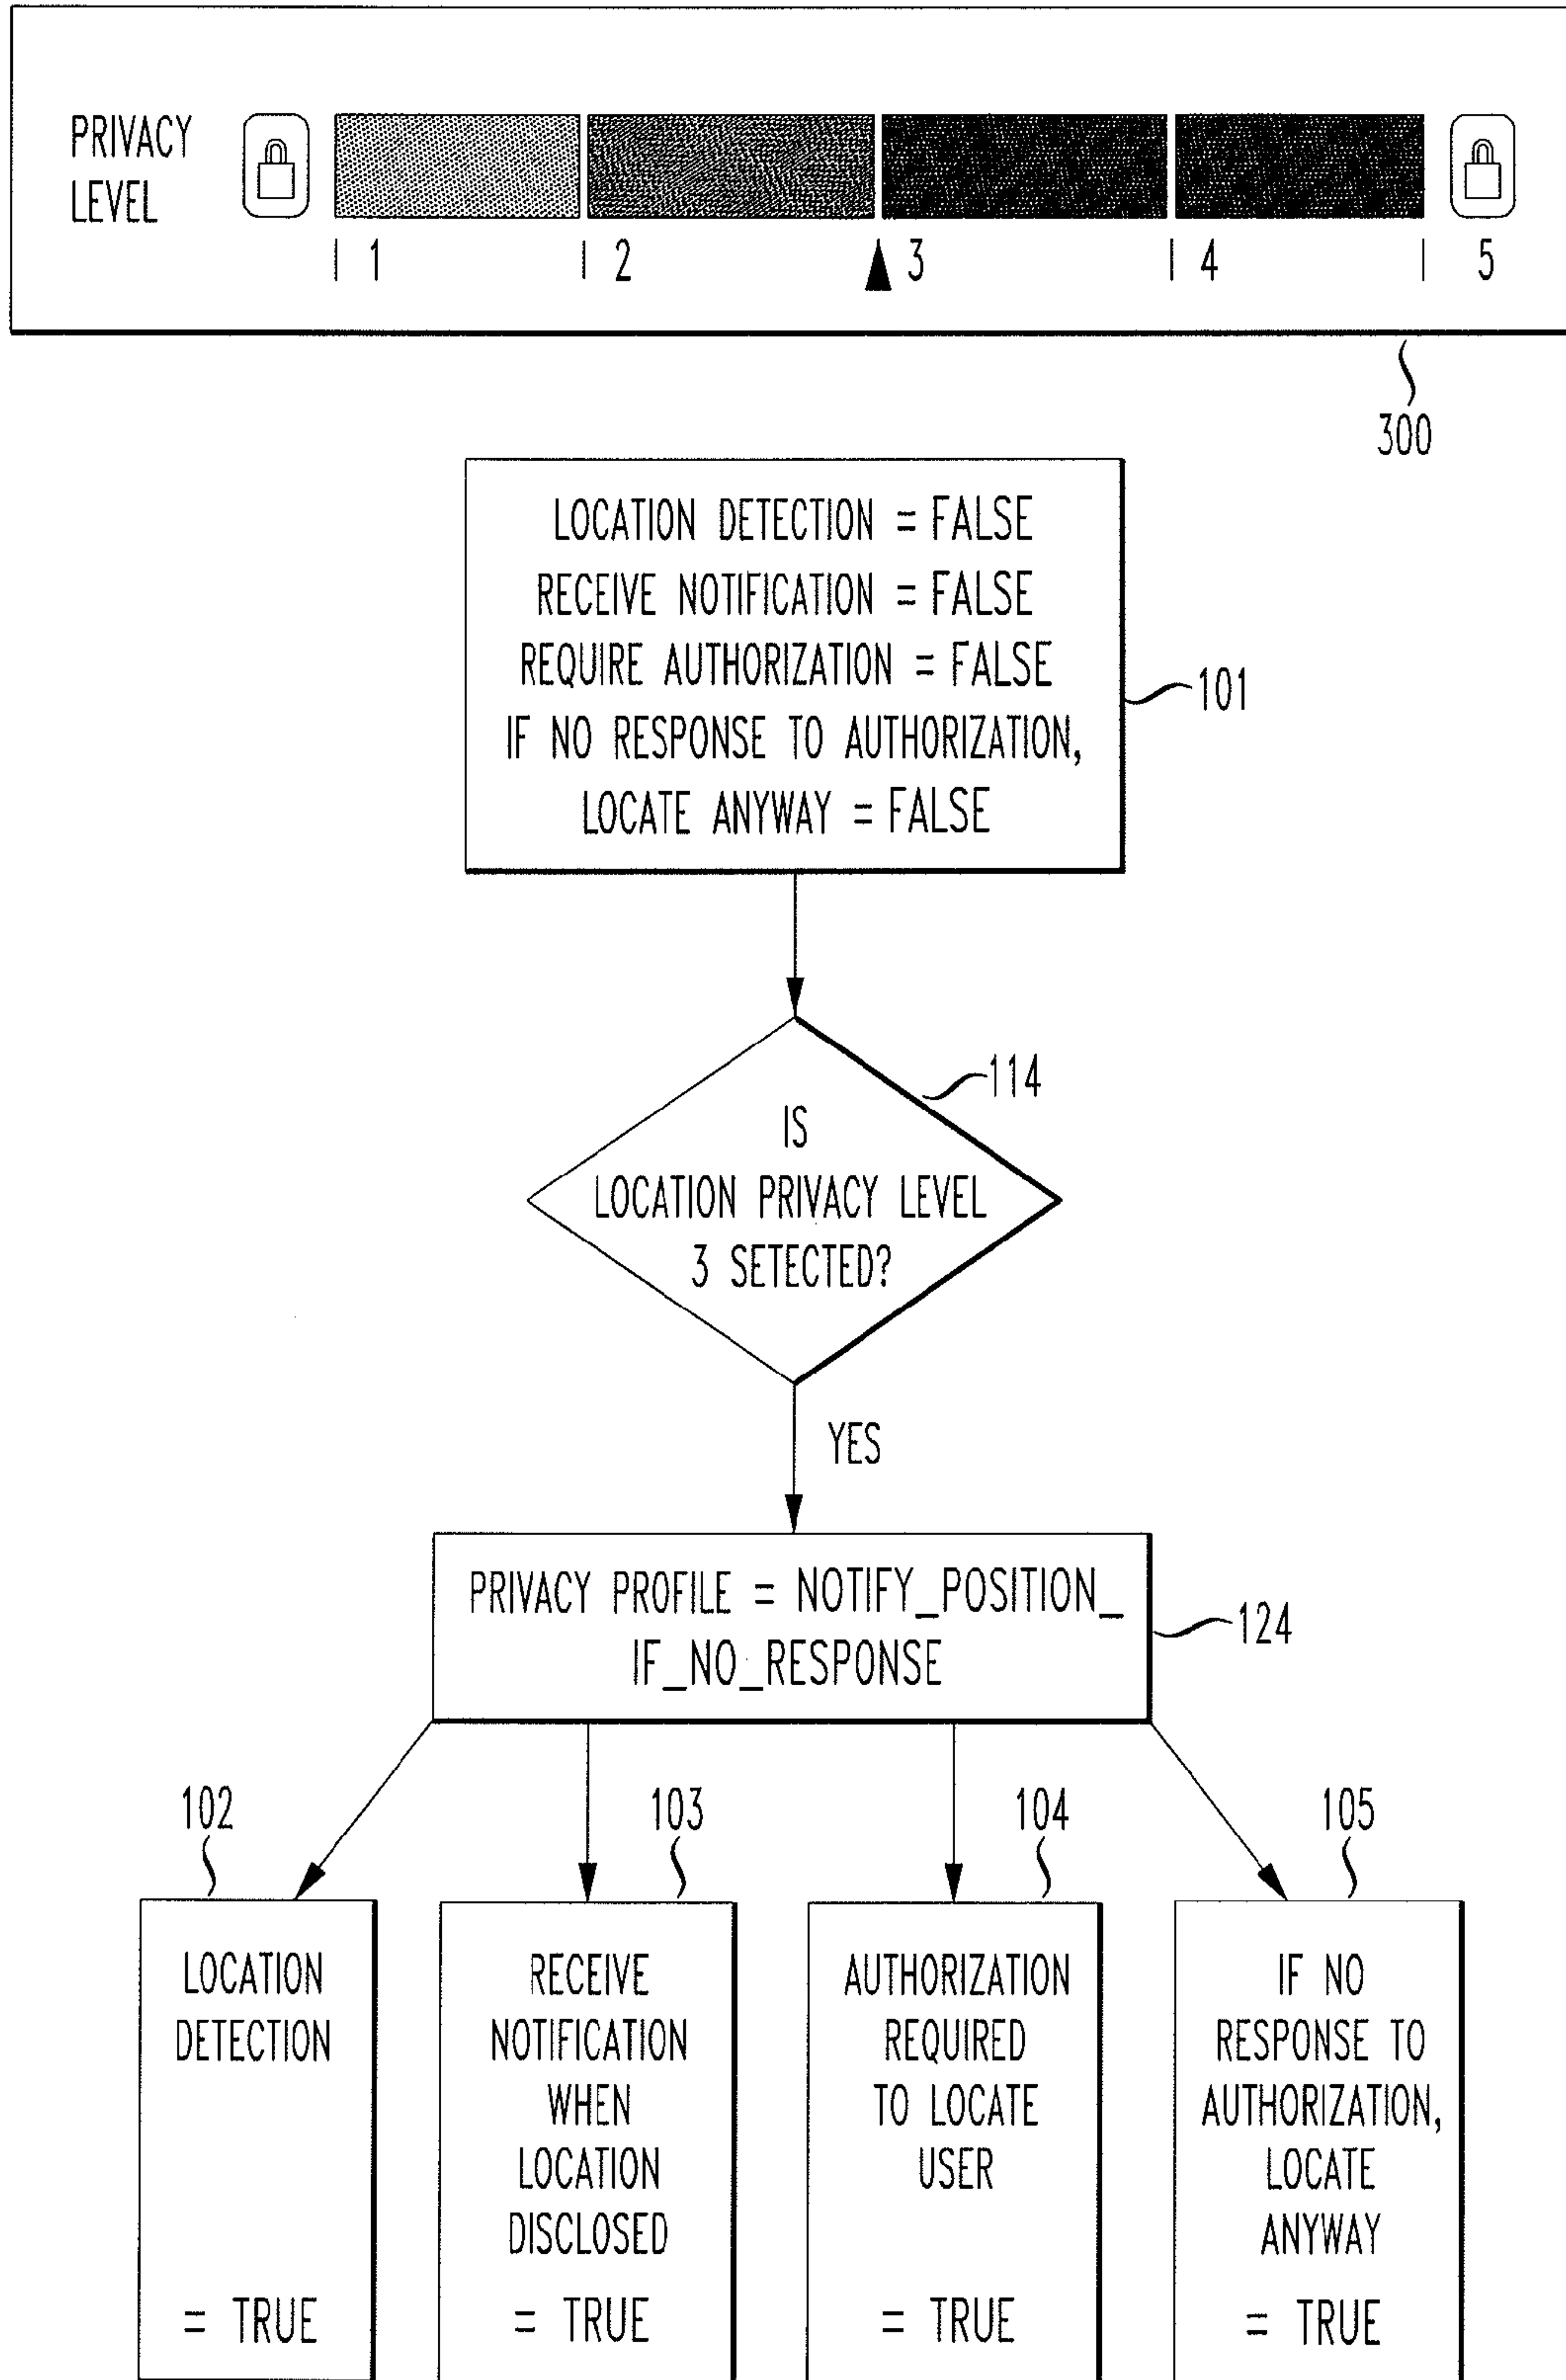 PRIVACY
LEVEL
1 2 3 4 5
300
LOCATION DETECTION = FALSE
RECEIVE NOTIFICATION = FALSE
REQUIRE AUTHORIZATION = FALSE
IF NO RESPONSE TO AUTHORIZATION,
LOCATE ANYWAY = FALSE
101
114
IS
LOCATION PRIVACY LEVEL
3 SETECTED?
YES
PRIVACY PROFILE = NOTIFY_POSITION_
IF_NO_RESPONSE
124
102
LOCATION
DETECTION
= TRUE
103
RECEIVE
NOTIFICATION
WHEN
LOCATION
DISCLOSED
= TRUE
104
AUTHORIZATION
REQUIRED
TO LOCATE
USER
= TRUE
105
IF NO
RESPONSE TO
AUTHORIZATION,
LOCATE
ANYWAY
= TRUE